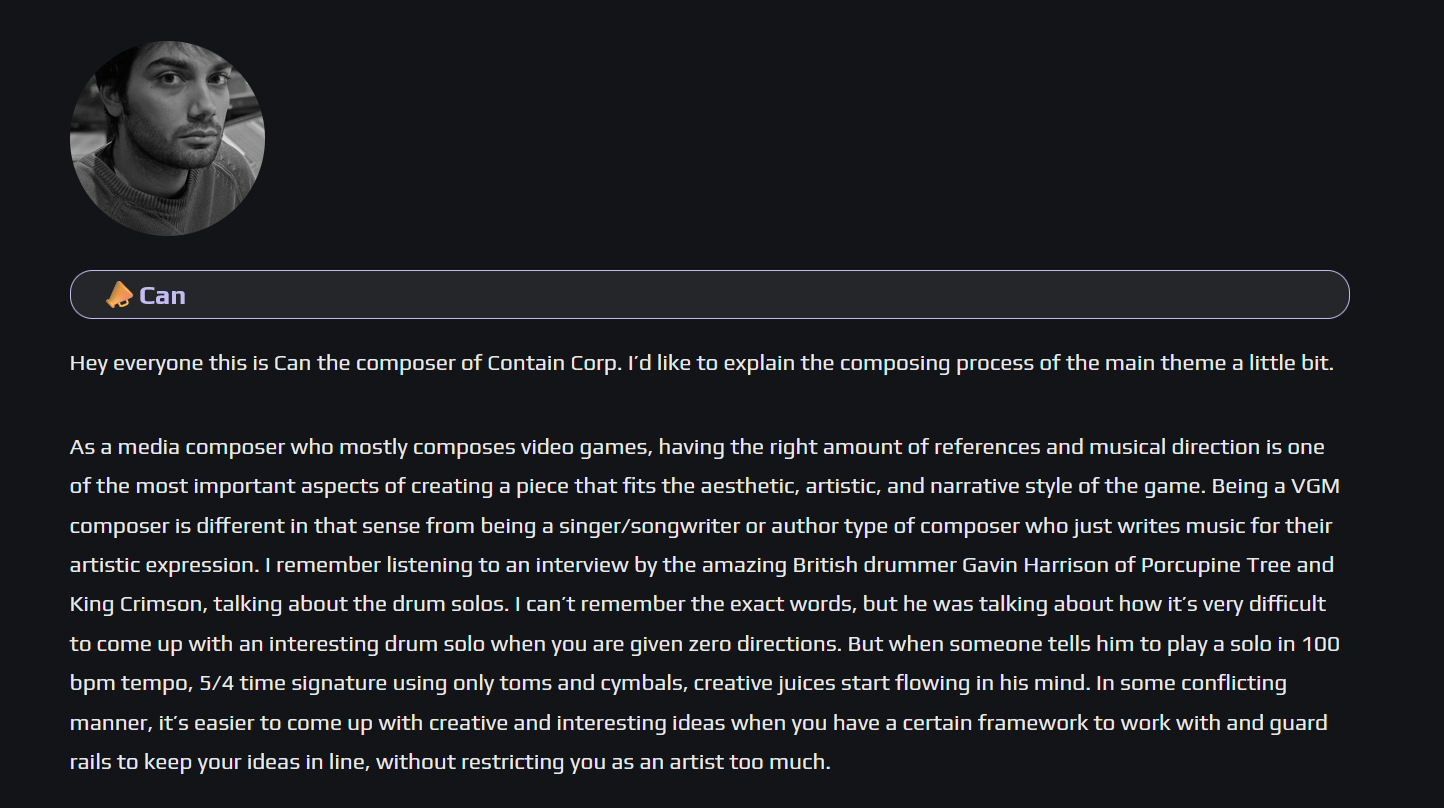 Can
Hey everyone this is Can the composer of Contain Corp. I´d like to explain the composing process of the main theme a little bit.
As a media composer who mostly composes video games, having the right amount of references and musical direction is one
of the most important aspects of creating a piece that fits the aesthetic, artistic, and narrative style of the game. Being a VGM
composer is different in that sense from being a singer/songwriter or author type of composer who just writes music for their
artistic expression. I remember listening to an interview by the amazing British drummer Gavin Harrison of Porcupine Tree and
King Crimson, talking about the drum solos. I can´t remember the exact words, but he was talking about how it´s very difficult
to come up with an interesting drum solo when you are given zero directions. But when someone tells him to play a solo in 100
bpm tempo, 5/4 time signature using only toms and cymbals, creative juices start flowing in his mind. In some conflicting
manner, it´s easier to come up with creative and interesting ideas when you have a certain framework to work with and guard
rails to keep your ideas in line, without restricting you as an artist too much.